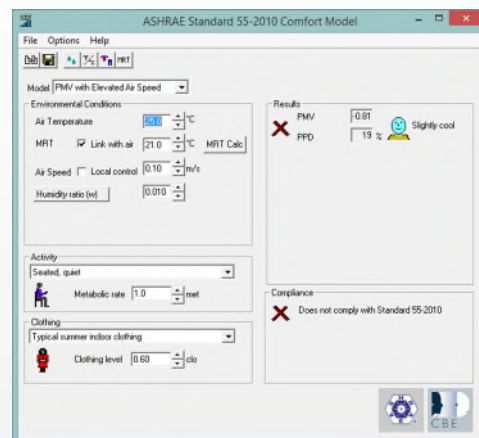 ASHRAE Standard 55-2010 Comfort Model
File Options Help
MRT
Model PMV with Elevated Air Speed
Environmental Conditions
Air Temperature 25.0 °C
MRT Link with air 21.0 °C MRT Calc
Air Speed Local control 0.10 m/s
Humidity ratio (w) 0.010
Activity
Seated, quiet
Metabolic rate 1.0 met
Clothing
Typical summer indoor clothing
Clothing level 0.60 clo
Results
PMV -0.81
PPD 19 %
Slightly cool
Compliance
Does not comply with Standard 55-2010
CBE